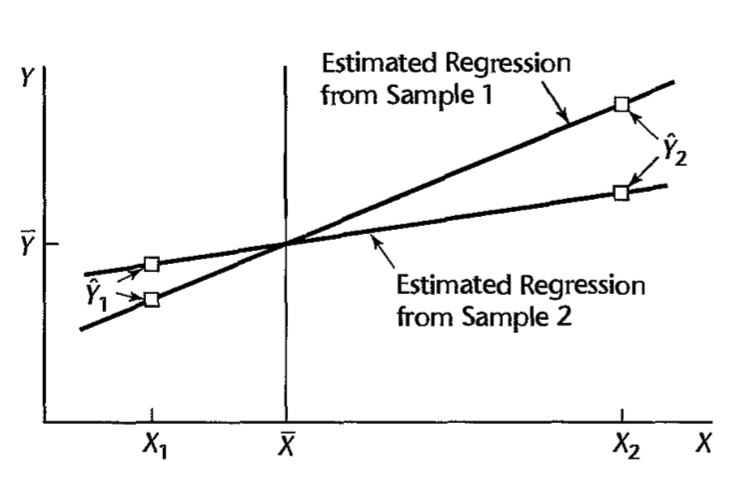 Y
Estimated Regression
from Sample 1
Ŷ₂
Y̅
Ŷ₁
Estimated Regression
from Sample 2
X₁
X̅
X₂
X